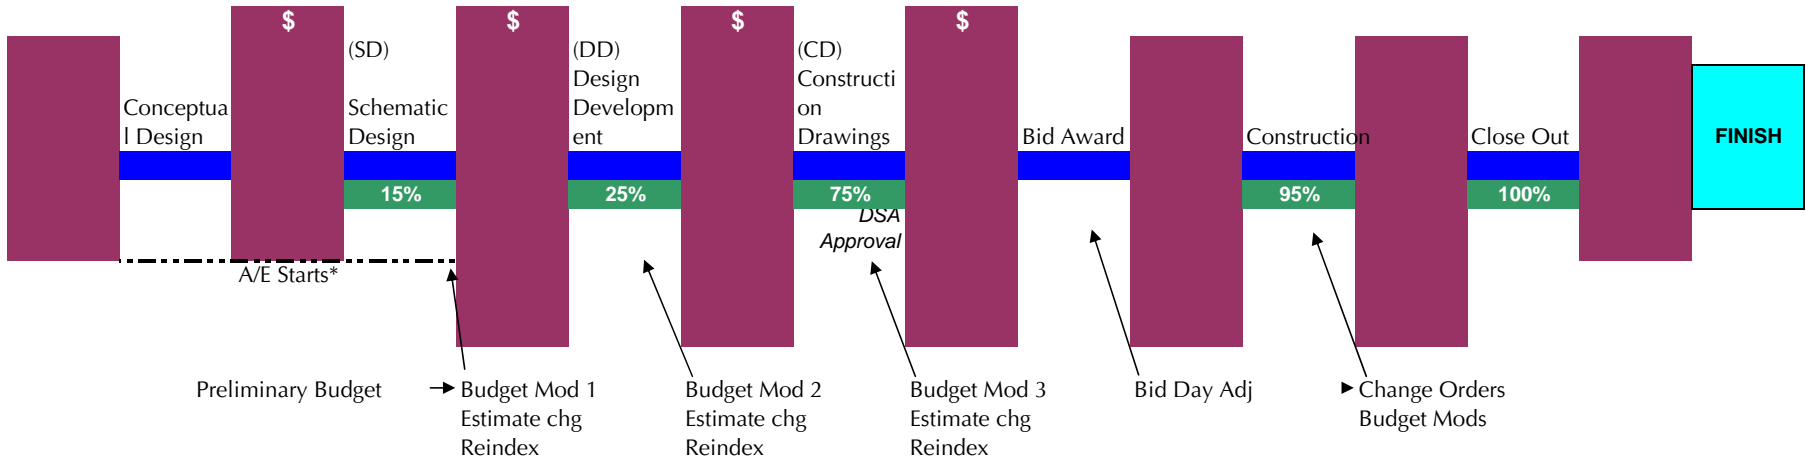 $
$
$
$
Conceptua
l Design
(SD)
Schematic
Design
(DD)
Design
Developm
ent
(CD)
Constructi
on
Drawings
Bid Award
Construction
Close Out
FINISH
15%
25%
75%
95%
100%
DSA
Approval
A/E Starts*
Preliminary Budget
Budget Mod 1
Estimate chg
Reindex
Budget Mod 2
Estimate chg
Reindex
Budget Mod 3
Estimate chg
Reindex
Bid Day Adj
Change Orders
Budget Mods